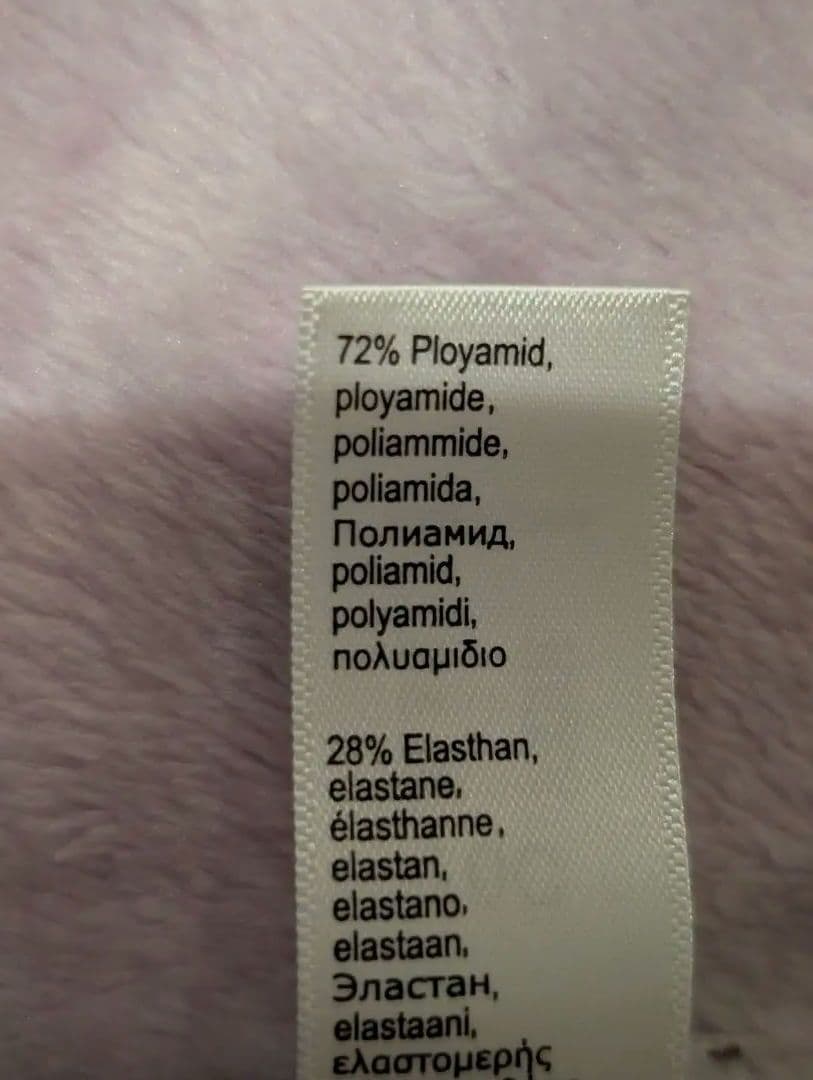 72% Ployamid,
ployamide,
poliammide,
poliamida,
Полиамид,
poliamid,
polyamidi,
πολυαμιδιο
28% Elasthan,
elastane,
élasthanne,
elastan,
elastano,
elastaan,
Эластан,
elastaani,
ελαστομερής